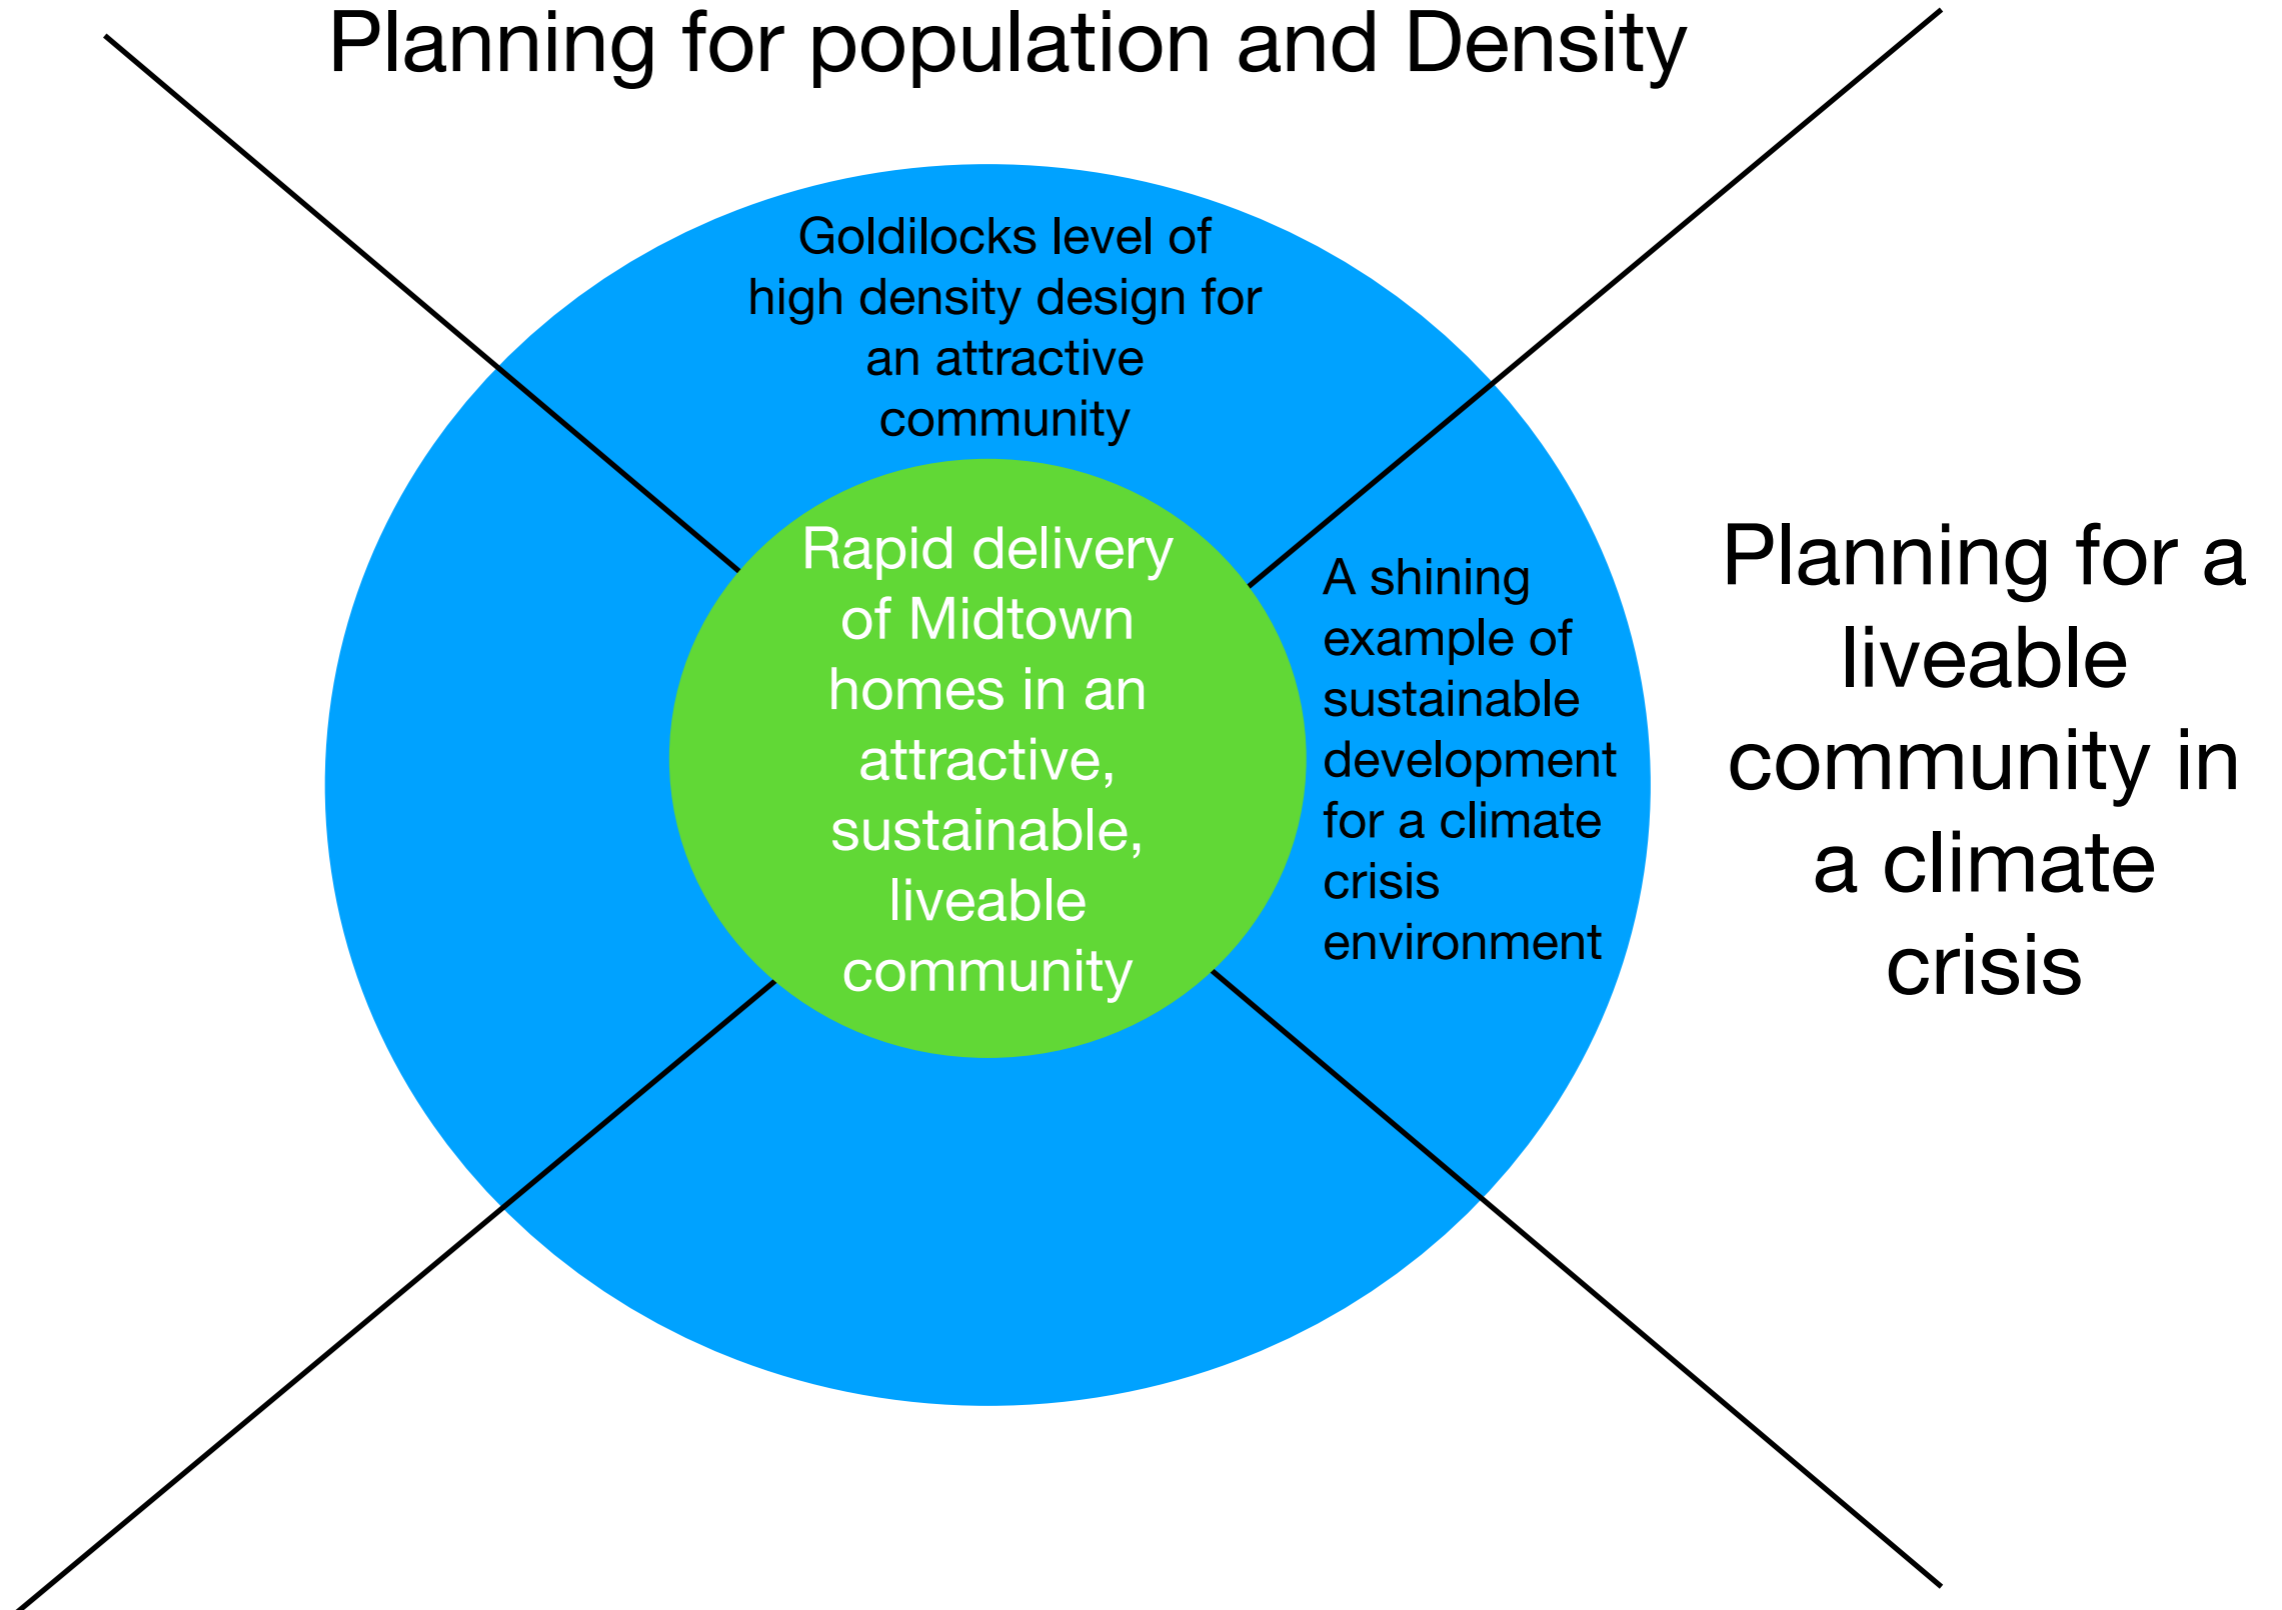 Planning for population and Density
Goldilocks level of
high density design for
an attractive
community
Rapid delivery
of Midtown
homes in an
attractive,
sustainable,
liveable
community
A shining
example of
sustainable
development
for a climate
crisis
environment
Planning for a
liveable
community in
a climate
crisis